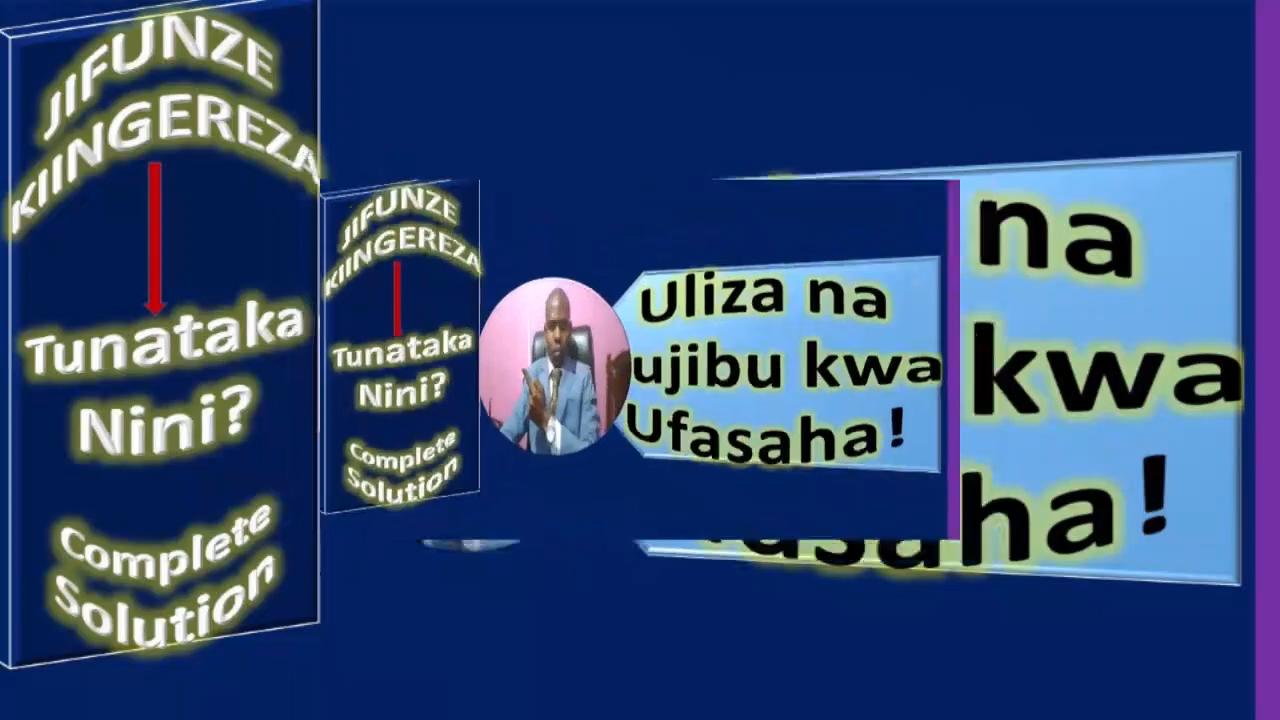 JIFUNZE
KIINGEREZA
Tunataka
Nini?
Complete
Solution
JIFUNZE
KIINGEREZA
Tunataka
Nini?
Complete
Solution
Uliza na
ujibu kwa
Ufasaha!
na
kwa
ha!